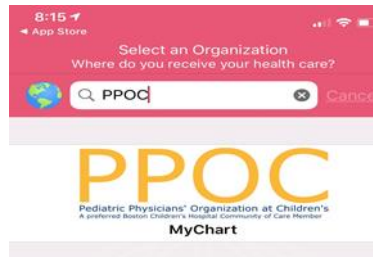 8:15
App Store
Select an Organization
Where do you receive your health care?
PPOC
Cance
PPOC
Pediatric Physicians' Organization at Children's
A preferred Boston Children's Hospital Community of Care Member
MyChart